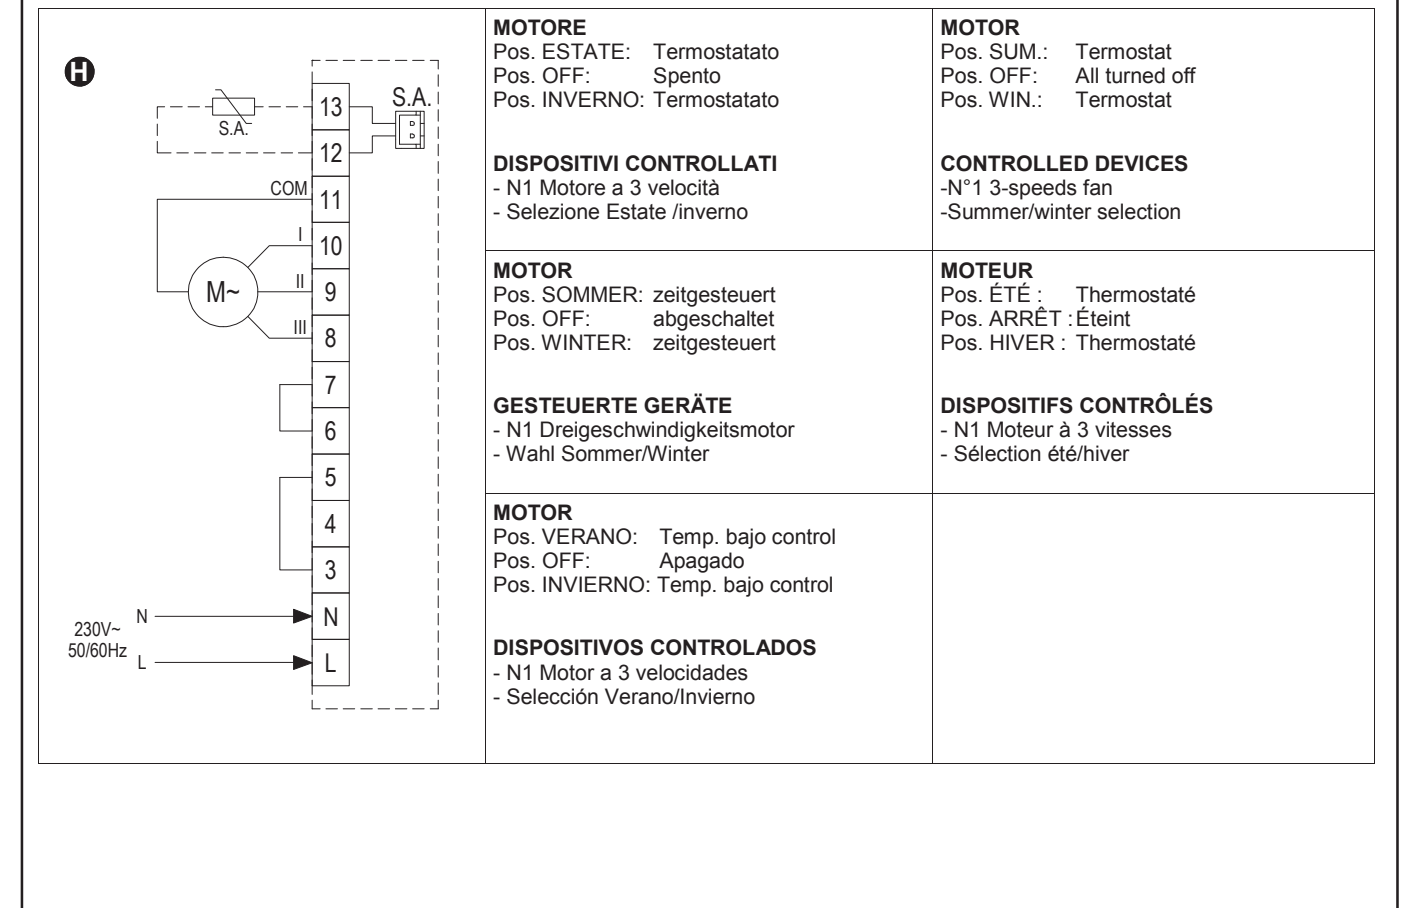 H
S.A.
S.A.
13
12
COM
11
I
10
M~
II
9
III
8
7
6
5
4
3
N
N
230V~
50/60Hz
L
L
MOTORE
Pos. ESTATE: Termostatato
Pos. OFF: Spento
Pos. INVERNO: Termostatato
DISPOSITIVI CONTROLLATI
- N1 Motore a 3 velocità
- Selezione Estate /inverno
MOTOR
Pos. SUM.: Termostat
Pos. OFF: All turned off
Pos. WIN.: Termostat
CONTROLLED DEVICES
-N°1 3-speeds fan
-Summer/winter selection
MOTOR
Pos. SOMMER: zeitgesteuert
Pos. OFF: abgeschaltet
Pos. WINTER: zeitgesteuert
GESTEUERTE GERÄTE
- N1 Dreigeschwindigkeitsmotor
- Wahl Sommer/Winter
MOTEUR
Pos. ÉTÉ : Thermostaté
Pos. ARRÊT : Éteint
Pos. HIVER : Thermostaté
DISPOSITIFS CONTRÔLÉS
- N1 Moteur à 3 vitesses
- Sélection été/hiver
MOTOR
Pos. VERANO: Temp. bajo control
Pos. OFF: Apagado
Pos. INVIERNO: Temp. bajo control
DISPOSITIVOS CONTROLADOS
- N1 Motor a 3 velocidades
- Selección Verano/Invierno